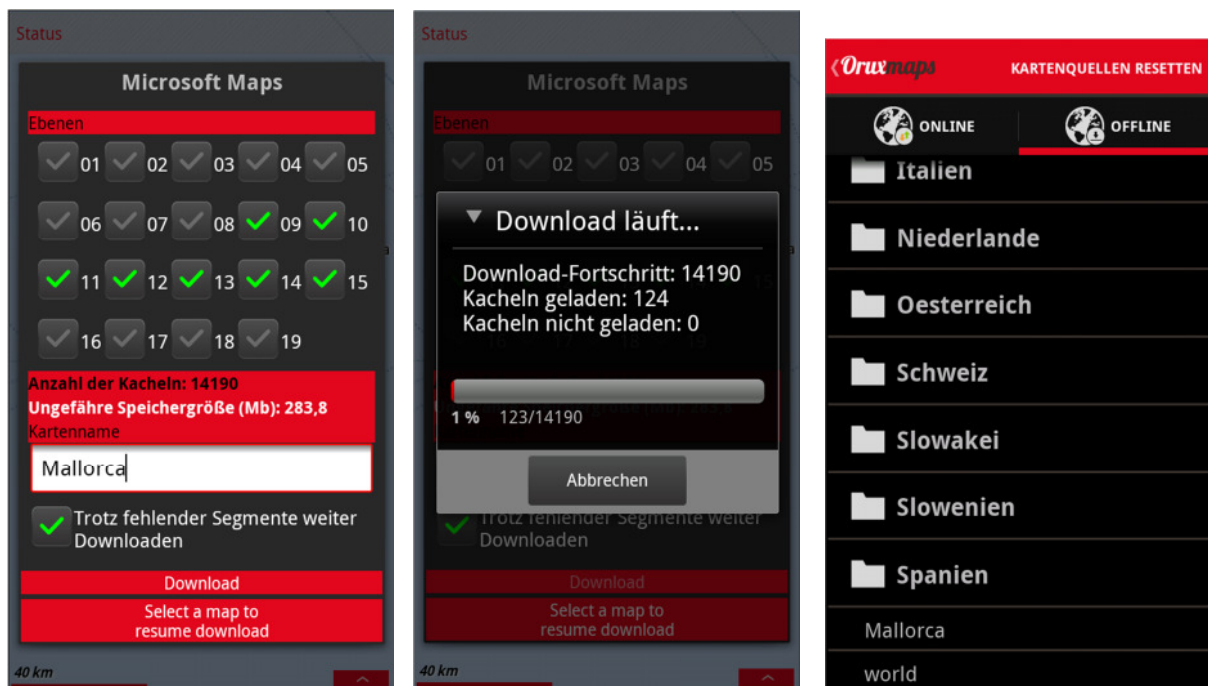 Status
Microsoft Maps
Ebenen
01 02 03 04 05
06 07 08 09 10
11 12 13 14 15
16 17 18 19
Anzahl der Kacheln: 14190
Ungefähre Speichergröße (Mb): 283,8
Kartenname
Mallorca
Trotz fehlender Segmente weiter
Downloaden
Download
Select a map to
resume download
40 km
Status
Microsoft Maps
Ebenen
01 02 03 04 05
Download läuft...
Download-Fortschritt: 14190
Kacheln geladen: 124
Kacheln nicht geladen: 0
1 % 123/14190
Abbrechen
Trotz fehlender Segmente weiter
Downloaden
Download
Select a map to
resume download
40 km
Oruxmaps KARTENQUELLEN RESETTEN
ONLINE OFFLINE
Italien
Niederlande
Oesterreich
Schweiz
Slowakei
Slowenien
Spanien
Mallorca
world